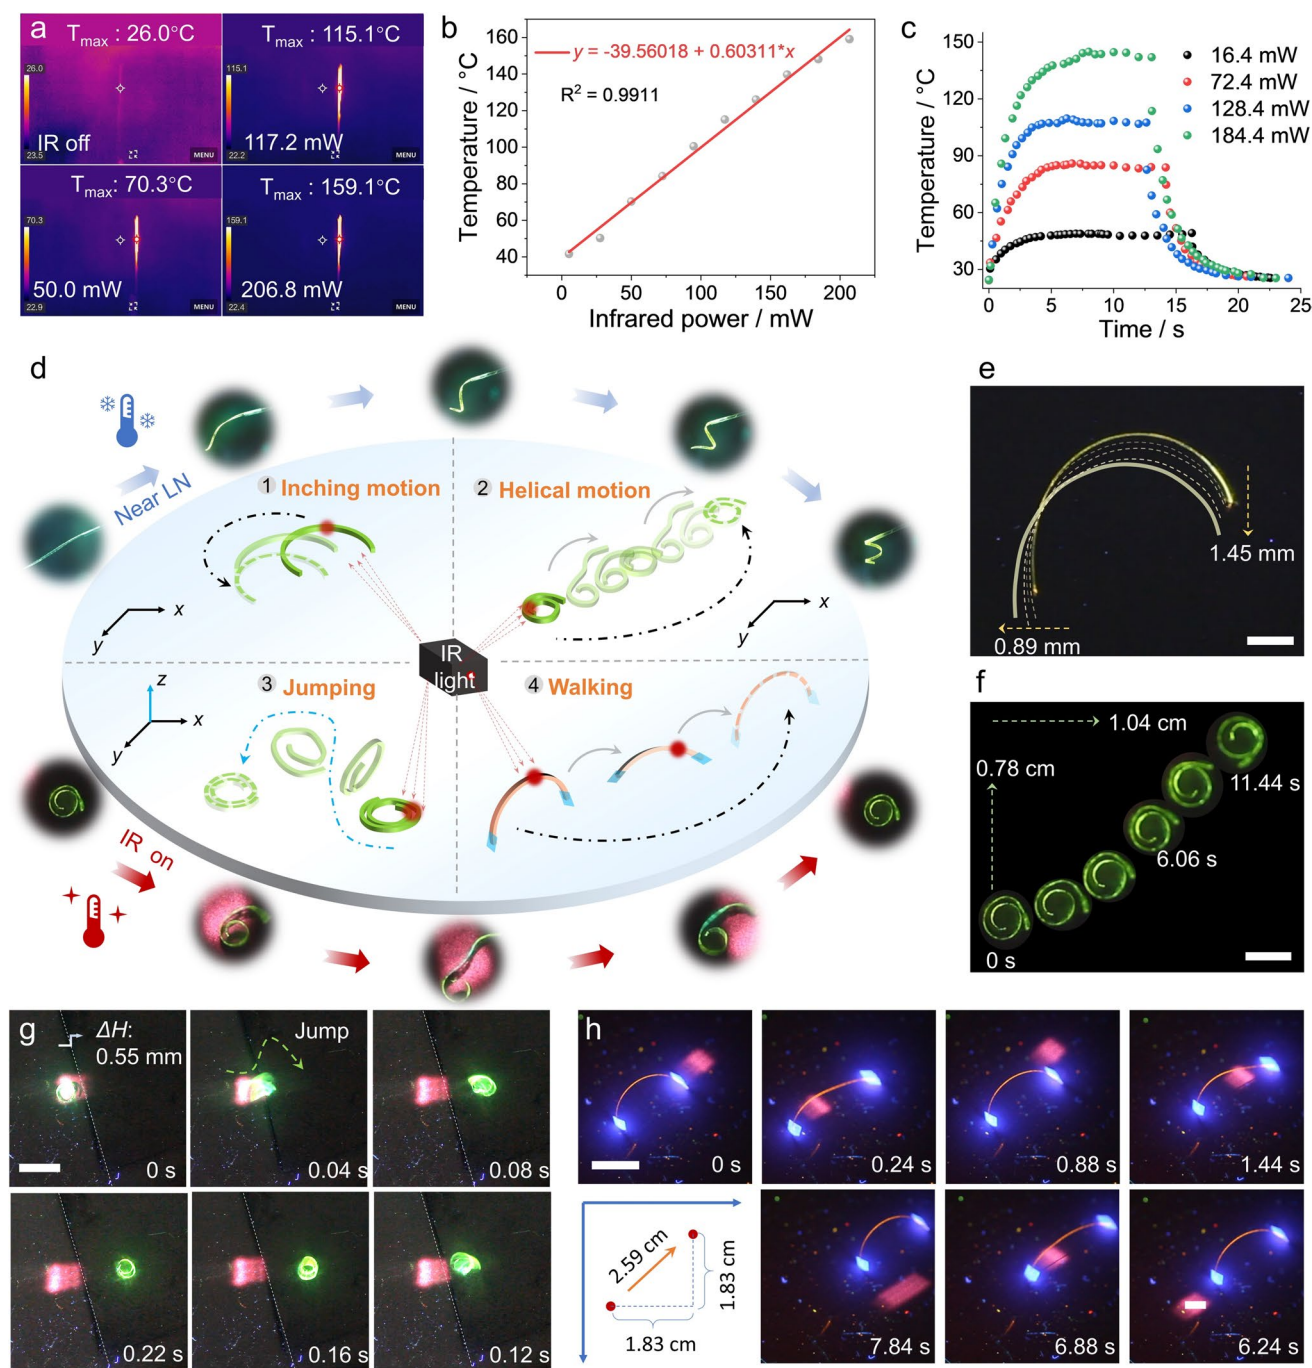 a
Tmax: 26.0°C
26.0
IR off
23.5
MENU
Tmax: 115.1°C
115.1
117.2 mW
22.2
MENU
Tmax: 70.3°C
70.3
50.0 mW
22.9
MENU
Tmax: 159.1°C
159.1
206.8 mW
22.4
MENU
b
y = -39.56018 + 0.60311*x
R² = 0.9911
Temperature / °C
160
140
120
100
80
60
40
0 50 100 150 200
Infrared power / mW
c
16.4 mW
72.4 mW
128.4 mW
184.4 mW
Temperature / °C
150
120
90
60
30
0 5 10 15 20 25
Time / s
d
Near LN
1 Inching motion
2 Helical motion
x
y
x
y
IR
light
3 Jumping
4 Walking
z
x
y
IR on
e
1.45 mm
0.89 mm
f
1.04 cm
0.78 cm
11.44 s
6.06 s
0 s
g
ΔH:
0.55 mm
0 s
Jump
0.04 s
0.08 s
0.22 s
0.16 s
0.12 s
h
0 s
0.24 s
0.88 s
1.44 s
2.59 cm
1.83 cm
1.83 cm
7.84 s
6.88 s
6.24 s